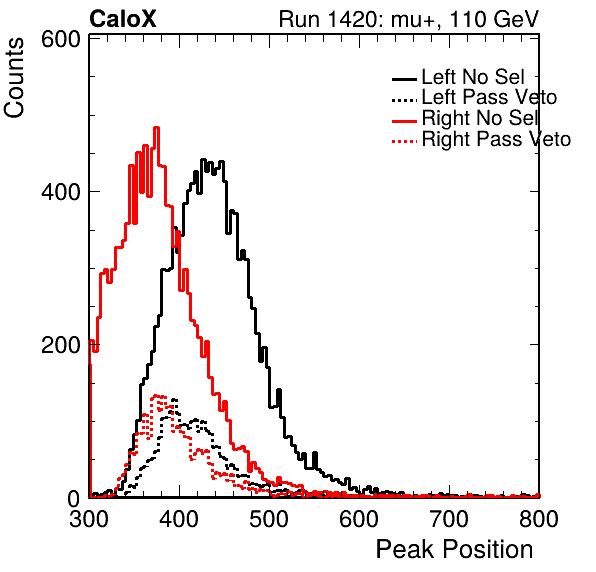 CaloX Run 1420: mu+, 110 GeV
Counts
600
400
200
0
Left No Sel
Left Pass Veto
Right No Sel
Right Pass Veto
300 400 500 600 700 800
Peak Position